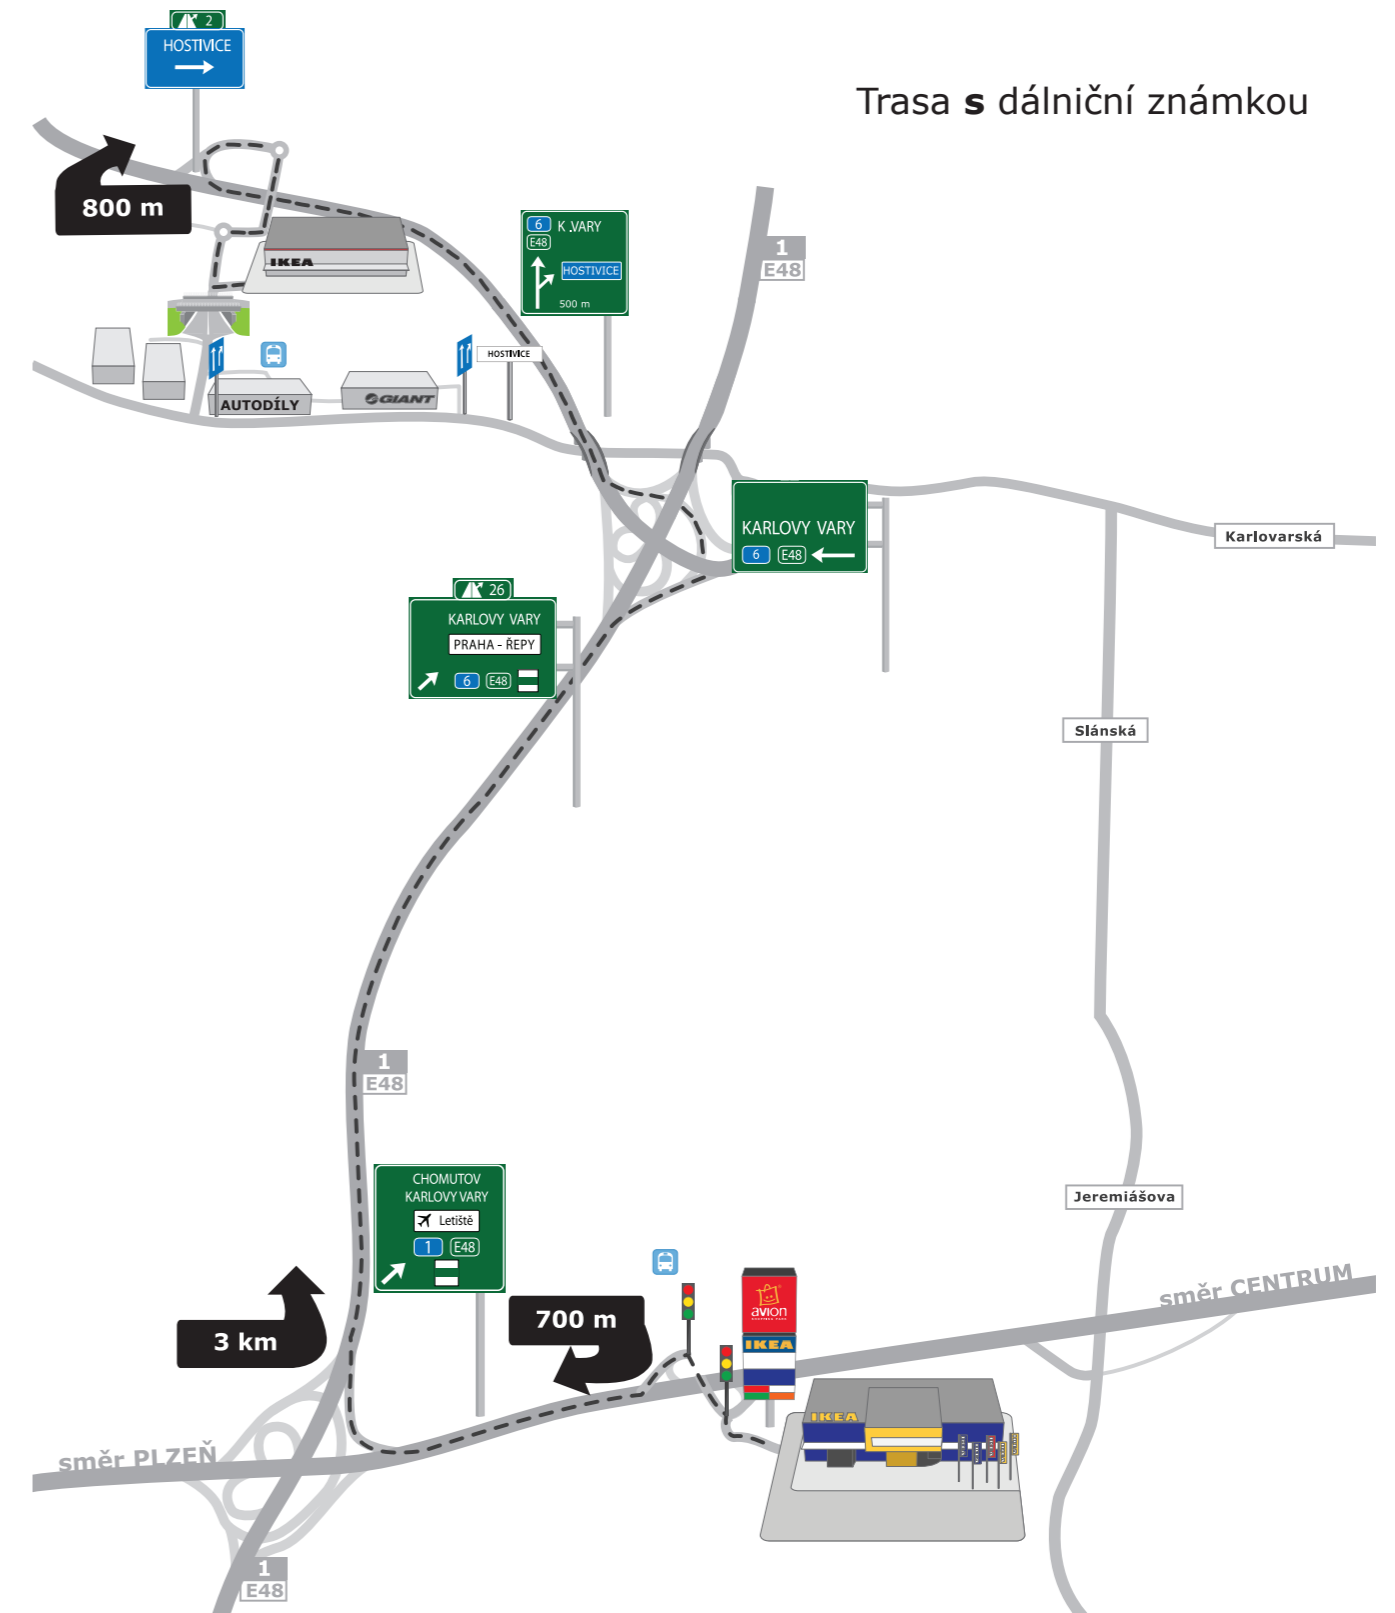 2
HOSTIVICE
Trasa s dálniční známkou
800 m
6 K .VARY
E48
HOSTIVICE
500 m
1
E48
IKEA
HOSTIVICE
AUTODÍLY
GIANT
KARLOVY VARY
6 E48
Karlovarská
26
KARLOVY VARY
PRAHA - ŘEPY
6 E48
Slánská
1
E48
CHOMUTOV
KARLOVY VARY
Letiště
1 E48
Jeremiášova
směr CENTRUM
3 km
700 m
avion
IKEA
IKEA
směr PLZEŇ
1
E48